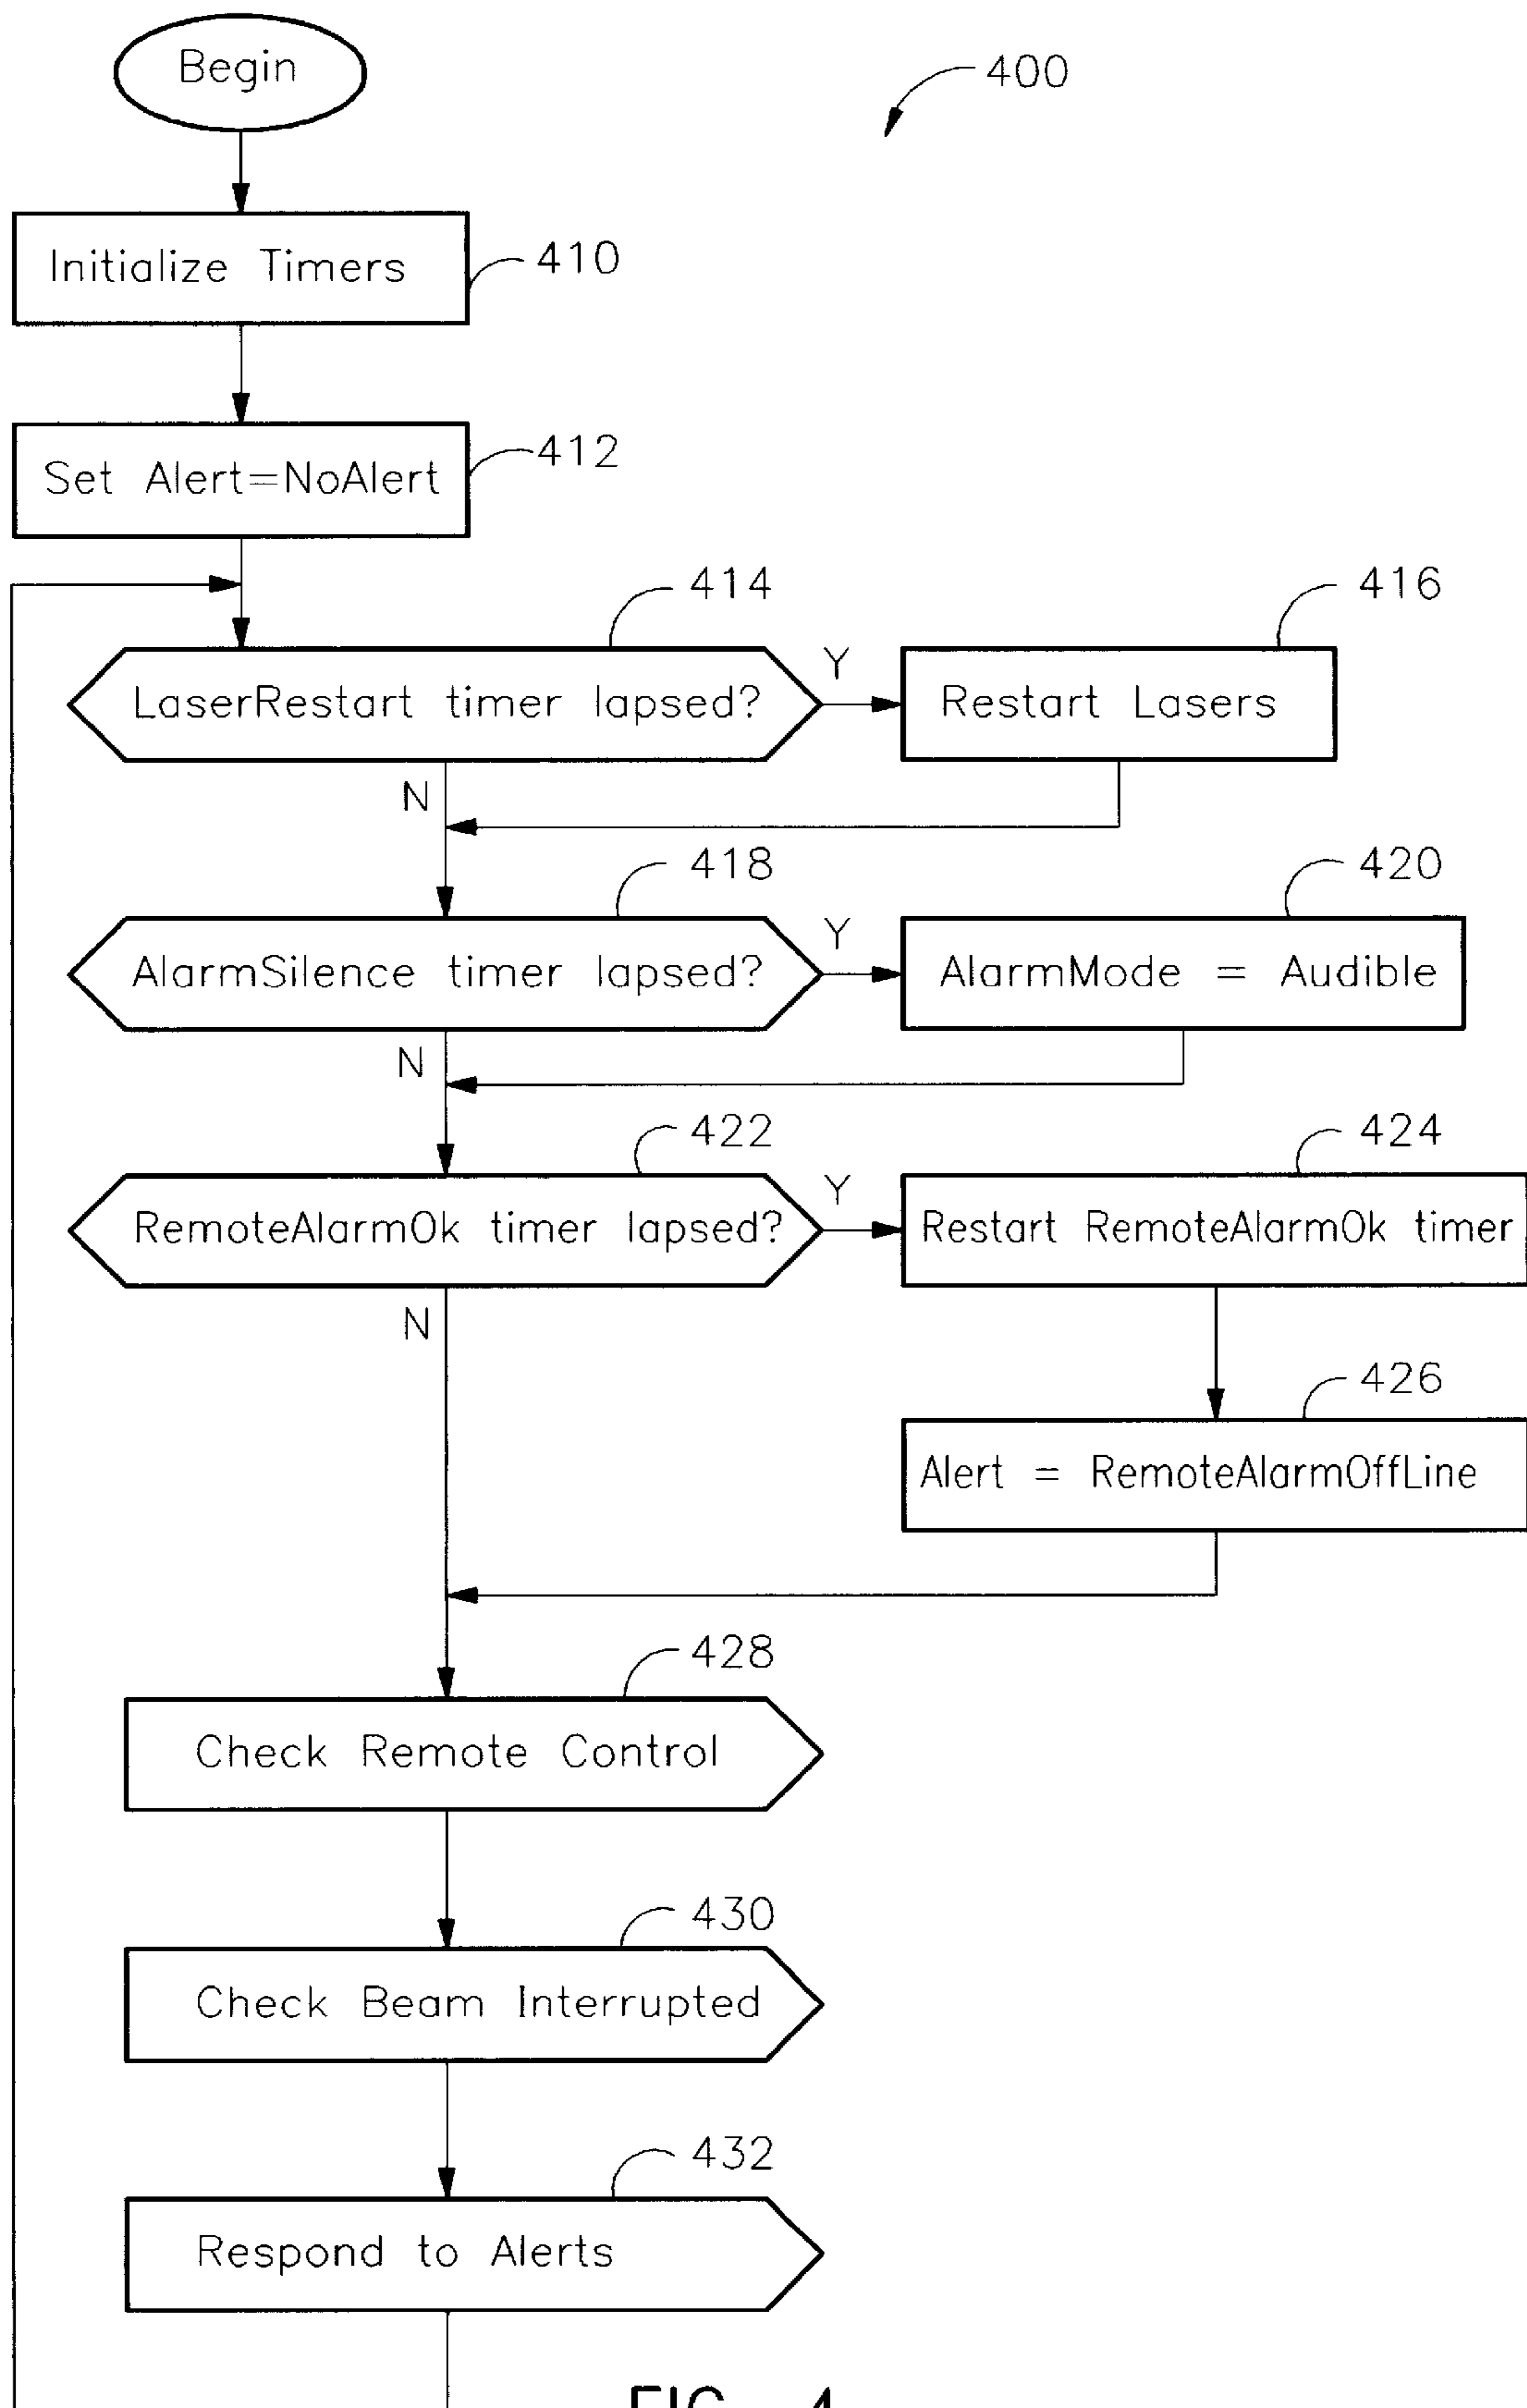 Begin
400
Initialize Timers
410
Set Alert=NoAlert
412
414
416
LaserRestart timer lapsed?
Y
Restart Lasers
N
418
420
AlarmSilence timer lapsed?
Y
AlarmMode = Audible
N
422
424
RemoteAlarmOk timer lapsed?
Y
Restart RemoteAlarmOk timer
N
426
Alert = RemoteAlarmOffLine
428
Check Remote Control
430
Check Beam Interrupted
432
Respond to Alerts
FIG. 4